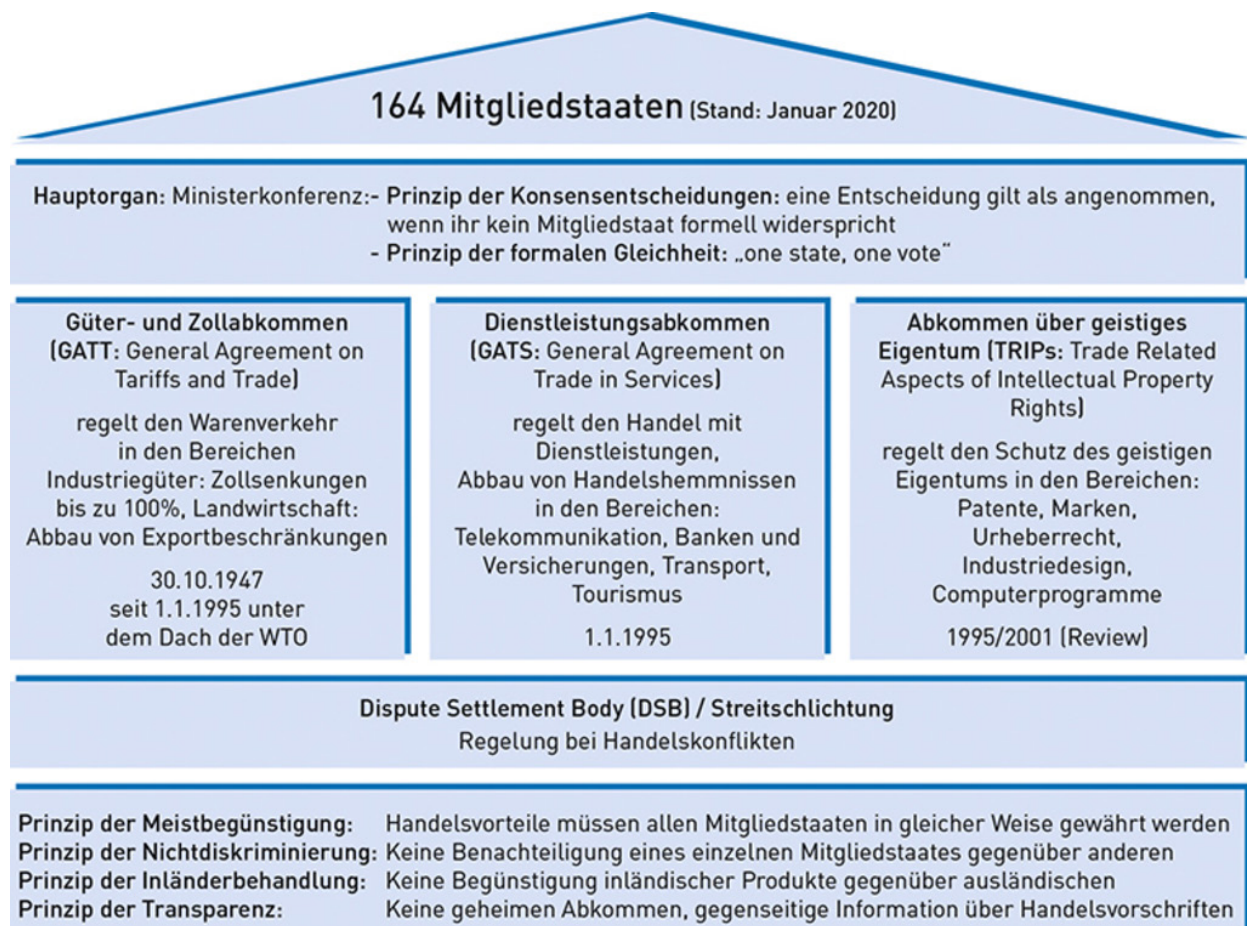 164 Mitgliedstaaten (Stand: Januar 2020)
Hauptorgan: Ministerkonferenz:- Prinzip der Konsensentscheidungen: eine Entscheidung gilt als angenommen,
wenn ihr kein Mitgliedstaat formell widerspricht
- Prinzip der formalen Gleichheit: „one state, one vote“
Güter- und Zollabkommen
(GATT: General Agreement on
Tariffs and Trade)
regelt den Warenverkehr
in den Bereichen
Industriegüter: Zollsenkungen
bis zu 100%, Landwirtschaft:
Abbau von Exportbeschränkungen
30.10.1947
seit 1.1.1995 unter
dem Dach der WTO
Dienstleistungsabkommen
(GATS: General Agreement on
Trade in Services)
regelt den Handel mit
Dienstleistungen,
Abbau von Handelshemmnissen
in den Bereichen:
Telekommunikation, Banken und
Versicherungen, Transport,
Tourismus
1.1.1995
Abkommen über geistiges
Eigentum (TRIPs: Trade Related
Aspects of Intellectual Property
Rights)
regelt den Schutz des geistigen
Eigentums in den Bereichen:
Patente, Marken,
Urheberrecht,
Industriedesign,
Computerprogramme
1995/2001 (Review)
Dispute Settlement Body (DSB) / Streitschlichtung
Regelung bei Handelskonflikten
Prinzip der Meistbegünstigung: Handelsvorteile müssen allen Mitgliedstaaten in gleicher Weise gewährt werden
Prinzip der Nichtdiskriminierung: Keine Benachteiligung eines einzelnen Mitgliedstaates gegenüber anderen
Prinzip der Inländerbehandlung: Keine Begünstigung inländischer Produkte gegenüber ausländischen
Prinzip der Transparenz: Keine geheimen Abkommen, gegenseitige Information über Handelsvorschriften